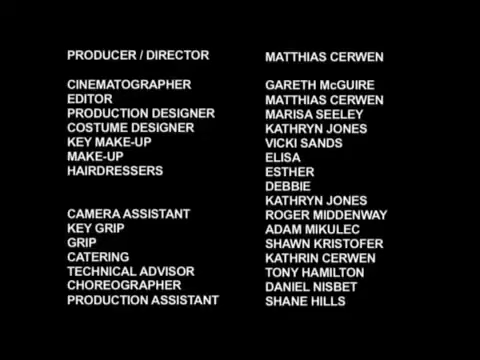 PRODUCER / DIRECTOR MATTHIAS CERWEN
CINEMATOGRAPHER GARETH McGUIRE
EDITOR MATTHIAS CERWEN
PRODUCTION DESIGNER MARISA SEELEY
COSTUME DESIGNER KATHRYN JONES
KEY MAKE-UP VICKI SANDS
MAKE-UP ELISA
HAIRDRESSERS ESTHER
DEBBIE
KATHRYN JONES
CAMERA ASSISTANT ROGER MIDDENWAY
KEY GRIP ADAM MIKULEC
GRIP SHAWN KRISTOFER
CATERING KATHRIN CERWEN
TECHNICAL ADVISOR TONY HAMILTON
CHOREOGRAPHER DANIEL NISBET
PRODUCTION ASSISTANT SHANE HILLS